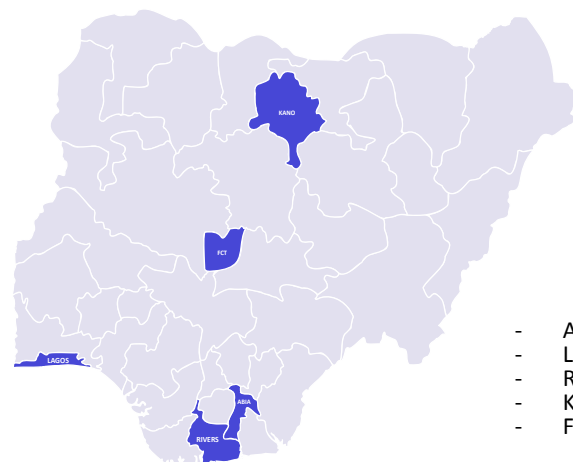 KANO
FCT
LAGOS
ABIA
RIVERS
- A
- L
- R
- K
- F